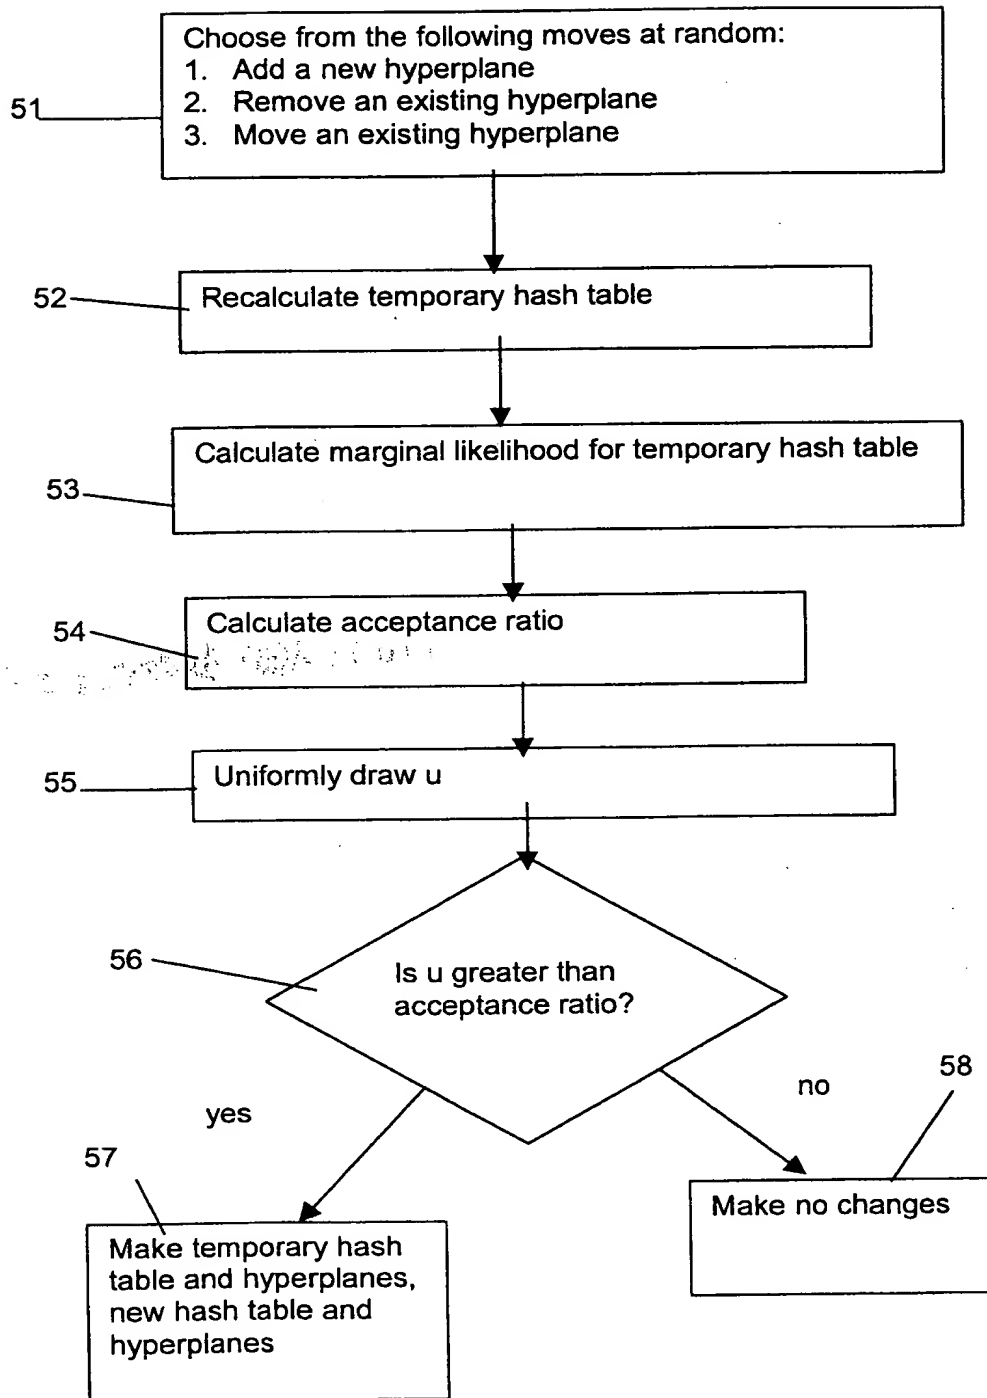 Choose from the following moves at random:
1. Add a new hyperplane
2. Remove an existing hyperplane
3. Move an existing hyperplane
51
52
Recalculate temporary hash table
Calculate marginal likelihood for temporary hash table
53
Calculate acceptance ratio
54
Uniformly draw u
55
56
Is u greater than
acceptance ratio?
58
no
yes
57
Make no changes
Make temporary hash
table and hyperplanes,
new hash table and
hyperplanes